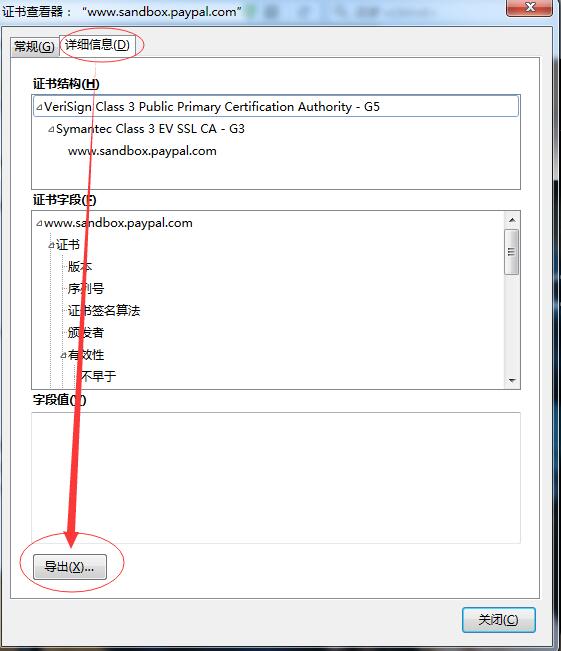 证书查看器：“www.sandbox.paypal.com”
常规(G)
详细信息(D)
证书结构(H)
VeriSign Class 3 Public Primary Certification Authority - G5
Symantec Class 3 EV SSL CA - G3
www.sandbox.paypal.com
证书字段(F)
www.sandbox.paypal.com
证书
版本
序列号
证书签名算法
颁发者
有效性
不早于
字段值(V)
导出(X)...
关闭(C)